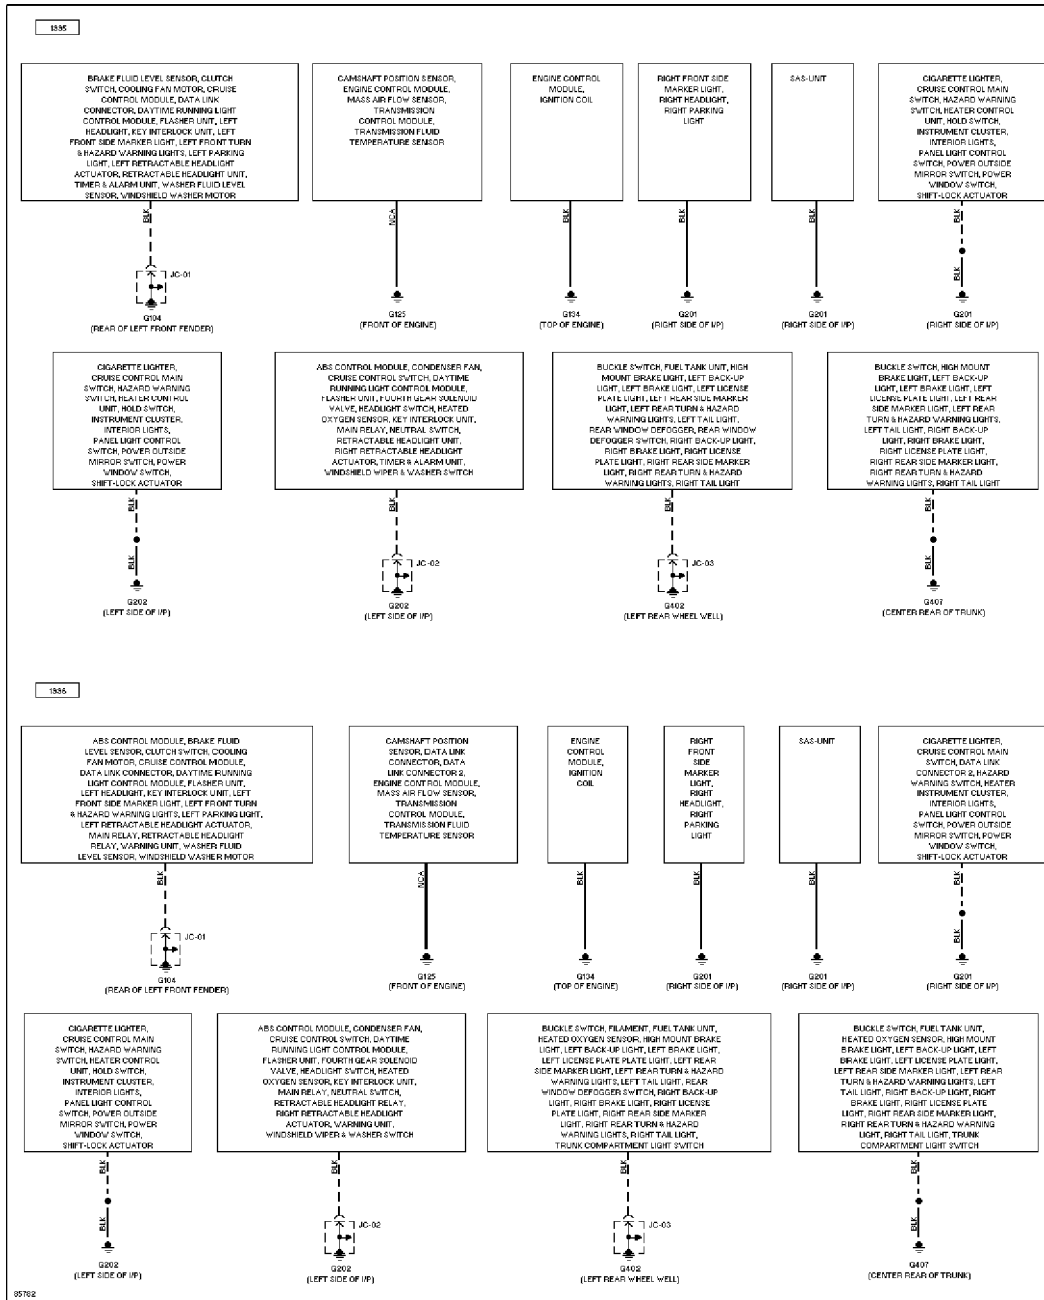 1995
BRAKE FLUID LEVEL SENSOR, CLUTCH
SWITCH, COOLING FAN MOTOR, CRUISE
CONTROL MODULE, DATA LINK
CONNECTOR, DAYTIME RUNNING LIGHT
CONTROL MODULE, FLASHER UNIT, LEFT
HEADLIGHT, KEY INTERLOCK UNIT, LEFT
FRONT SIDE MARKER LIGHT, LEFT FRONT TURN
& HAZARD WARNING LIGHTS, LEFT PARKING
LIGHT, LEFT RETRACTABLE HEADLIGHT
ACTUATOR, RETRACTABLE HEADLIGHT UNIT,
TIMER & ALARM UNIT, WASHER FLUID LEVEL
SENSOR, WINDSHIELD WASHER MOTOR
BLK
JC-01
G104
(REAR OF LEFT FRONT FENDER)
CAMSHAFT POSITION SENSOR,
ENGINE CONTROL MODULE,
MASS AIR FLOW SENSOR,
TRANSMISSION
CONTROL MODULE,
TRANSMISSION FLUID
TEMPERATURE SENSOR
NCA
G125
(FRONT OF ENGINE)
ENGINE CONTROL
MODULE,
IGNITION COIL
BLK
G134
(TOP OF ENGINE)
RIGHT FRONT SIDE
MARKER LIGHT,
RIGHT HEADLIGHT,
RIGHT PARKING
LIGHT
BLK
G201
(RIGHT SIDE OF I/P)
SAS-UNIT
BLK
G201
(RIGHT SIDE OF I/P)
CIGARETTE LIGHTER,
CRUISE CONTROL MAIN
SWITCH, HAZARD WARNING
SWITCH, HEATER CONTROL
UNIT, HOLD SWITCH,
INSTRUMENT CLUSTER,
INTERIOR LIGHTS,
PANEL LIGHT CONTROL
SWITCH, POWER OUTSIDE
MIRROR SWITCH, POWER
WINDOW SWITCH,
SHIFT-LOCK ACTUATOR
BLK
BLK
G201
(RIGHT SIDE OF I/P)
CIGARETTE LIGHTER,
CRUISE CONTROL MAIN
SWITCH, HAZARD WARNING
SWITCH, HEATER CONTROL
UNIT, HOLD SWITCH,
INSTRUMENT CLUSTER,
INTERIOR LIGHTS,
PANEL LIGHT CONTROL
SWITCH, POWER OUTSIDE
MIRROR SWITCH, POWER
WINDOW SWITCH,
SHIFT-LOCK ACTUATOR
BLK
BLK
G202
(LEFT SIDE OF I/P)
ABS CONTROL MODULE, CONDENSER FAN,
CRUISE CONTROL SWITCH, DAYTIME
RUNNING LIGHT CONTROL MODULE,
FLASHER UNIT, FOURTH GEAR SOLENOID
VALVE, HEADLIGHT SWITCH, HEATED
OXYGEN SENSOR, KEY INTERLOCK UNIT,
MAIN RELAY, NEUTRAL SWITCH,
RETRACTABLE HEADLIGHT UNIT,
RIGHT RETRACTABLE HEADLIGHT
ACTUATOR, TIMER & ALARM UNIT,
WINDSHIELD WIPER & WASHER SWITCH
BLK
JC-02
G202
(LEFT SIDE OF I/P)
BUCKLE SWITCH, FUEL TANK UNIT, HIGH
MOUNT BRAKE LIGHT, LEFT BACK-UP
LIGHT, LEFT BRAKE LIGHT, LEFT LICENSE
PLATE LIGHT, LEFT REAR SIDE MARKER
LIGHT, LEFT REAR TURN & HAZARD
WARNING LIGHTS, LEFT TAIL LIGHT,
REAR WINDOW DEFOGGER, REAR WINDOW
DEFOGGER SWITCH, RIGHT BACK-UP LIGHT,
RIGHT BRAKE LIGHT, RIGHT LICENSE
PLATE LIGHT, RIGHT REAR SIDE MARKER
LIGHT, RIGHT REAR TURN & HAZARD
WARNING LIGHTS, RIGHT TAIL LIGHT
BLK
JC-03
G402
(LEFT REAR WHEEL WELL)
BUCKLE SWITCH, HIGH MOUNT
BRAKE LIGHT, LEFT BACK-UP
LIGHT, LEFT BRAKE LIGHT, LEFT
LICENSE PLATE LIGHT, LEFT REAR
SIDE MARKER LIGHT, LEFT REAR
TURN & HAZARD WARNING LIGHTS,
LEFT TAIL LIGHT, RIGHT BACK-UP
LIGHT, RIGHT BRAKE LIGHT,
RIGHT LICENSE PLATE LIGHT,
RIGHT REAR SIDE MARKER LIGHT,
RIGHT REAR TURN & HAZARD
WARNING LIGHTS, RIGHT TAIL LIGHT
BLK
BLK
G407
(CENTER REAR OF TRUNK)
1996
ABS CONTROL MODULE, BRAKE FLUID
LEVEL SENSOR, CLUTCH SWITCH, COOLING
FAN MOTOR, CRUISE CONTROL MODULE,
DATA LINK CONNECTOR, DAYTIME RUNNING
LIGHT CONTROL MODULE, FLASHER UNIT,
LEFT HEADLIGHT, KEY INTERLOCK UNIT, LEFT
FRONT SIDE MARKER LIGHT, LEFT FRONT TURN
& HAZARD WARNING LIGHTS, LEFT PARKING LIGHT,
LEFT RETRACTABLE HEADLIGHT ACTUATOR,
MAIN RELAY, RETRACTABLE HEADLIGHT
RELAY, WARNING UNIT, WASHER FLUID
LEVEL SENSOR, WINDSHIELD WASHER MOTOR
BLK
JC-01
G104
(REAR OF LEFT FRONT FENDER)
CAMSHAFT POSITION
SENSOR, DATA LINK
CONNECTOR, DATA
LINK CONNECTOR 2,
ENGINE CONTROL MODULE,
MASS AIR FLOW SENSOR,
TRANSMISSION
CONTROL MODULE,
TRANSMISSION FLUID
TEMPERATURE SENSOR
NCA
G125
(FRONT OF ENGINE)
ENGINE
CONTROL
MODULE,
IGNITION
COIL
BLK
G134
(TOP OF ENGINE)
RIGHT
FRONT
SIDE
MARKER
LIGHT,
RIGHT
HEADLIGHT,
RIGHT
PARKING
LIGHT
BLK
G201
(RIGHT SIDE OF I/P)
SAS-UNIT
BLK
G201
(RIGHT SIDE OF I/P)
CIGARETTE LIGHTER,
CRUISE CONTROL MAIN
SWITCH, DATA LINK
CONNECTOR 2, HAZARD
WARNING SWITCH, HEATER
INSTRUMENT CLUSTER,
INTERIOR LIGHTS,
PANEL LIGHT CONTROL
SWITCH, POWER OUTSIDE
MIRROR SWITCH, POWER
WINDOW SWITCH,
SHIFT-LOCK ACTUATOR
BLK
BLK
G201
(RIGHT SIDE OF I/P)
CIGARETTE LIGHTER,
CRUISE CONTROL MAIN
SWITCH, HAZARD WARNING
SWITCH, HEATER CONTROL
UNIT, HOLD SWITCH,
INSTRUMENT CLUSTER,
INTERIOR LIGHTS,
PANEL LIGHT CONTROL
SWITCH, POWER OUTSIDE
MIRROR SWITCH, POWER
WINDOW SWITCH,
SHIFT-LOCK ACTUATOR
BLK
BLK
G202
(LEFT SIDE OF I/P)
ABS CONTROL MODULE, CONDENSER FAN,
CRUISE CONTROL SWITCH, DAYTIME
RUNNING LIGHT CONTROL MODULE,
FLASHER UNIT, FOURTH GEAR SOLENOID
VALVE, HEADLIGHT SWITCH, HEATED
OXYGEN SENSOR, KEY INTERLOCK UNIT,
MAIN RELAY, NEUTRAL SWITCH,
RETRACTABLE HEADLIGHT RELAY,
RIGHT RETRACTABLE HEADLIGHT
ACTUATOR, WARNING UNIT,
WINDSHIELD WIPER & WASHER SWITCH
BLK
JC-02
G202
(LEFT SIDE OF I/P)
BUCKLE SWITCH, FILAMENT, FUEL TANK UNIT,
HEATED OXYGEN SENSOR, HIGH MOUNT BRAKE
LIGHT, LEFT BACK-UP LIGHT, LEFT BRAKE LIGHT,
LEFT LICENSE PLATE PLATE LIGHT, LEFT REAR
SIDE MARKER LIGHT, LEFT REAR TURN & HAZARD
WARNING LIGHTS, LEFT TAIL LIGHT, REAR
WINDOW DEFOGGER SWITCH, RIGHT BACK-UP
LIGHT, RIGHT BRAKE LIGHT, RIGHT LICENSE
PLATE LIGHT, RIGHT REAR SIDE MARKER
LIGHT, RIGHT REAR TURN & HAZARD
WARNING LIGHTS, RIGHT TAIL LIGHT,
TRUNK COMPARTMENT LIGHT SWITCH
BLK
JC-03
G402
(LEFT REAR WHEEL WELL)
BUCKLE SWITCH, FUEL TANK UNIT,
HEATED OXYGEN SENSOR, HIGH MOUNT
BRAKE LIGHT, LEFT BACK-UP LIGHT, LEFT
BRAKE LIGHT, LEFT LICENSE PLATE LIGHT,
LEFT REAR SIDE MARKER LIGHT, LEFT REAR
TURN & HAZARD WARNING LIGHTS, LEFT
TAIL LIGHT, RIGHT BACK-UP LIGHT, RIGHT
BRAKE LIGHT, RIGHT LICENSE PLATE
LIGHT, RIGHT REAR SIDE MARKER LIGHT,
RIGHT REAR TURN & HAZARD WARNING
LIGHT, RIGHT TAIL LIGHT, TRUNK
COMPARTMENT LIGHT SWITCH
BLK
BLK
G407
(CENTER REAR OF TRUNK)
85782